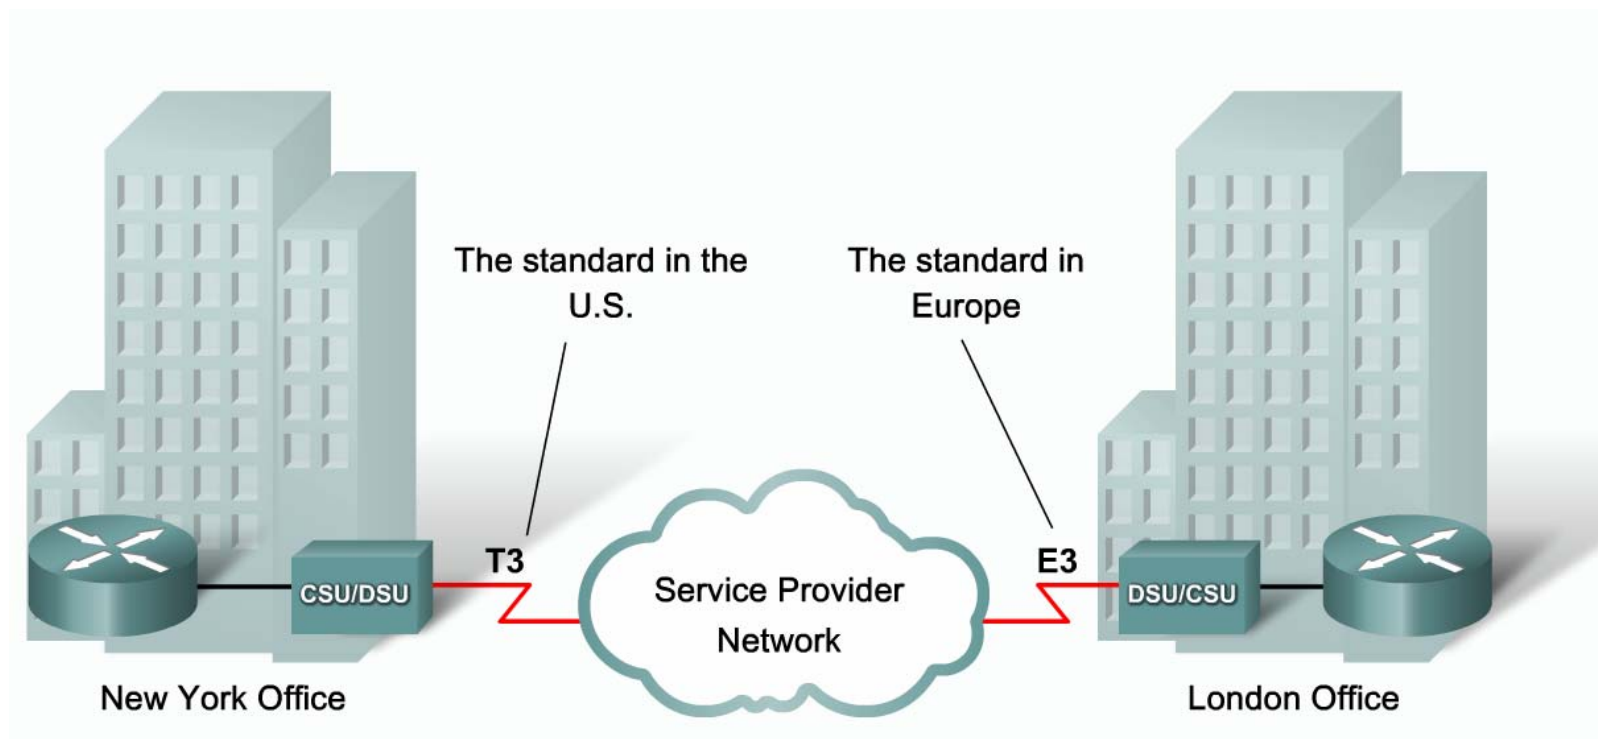 The standard in the
U.S.
The standard in
Europe
T3
E3
CSU/DSU
Service Provider
Network
DSU/CSU
New York Office
London Office